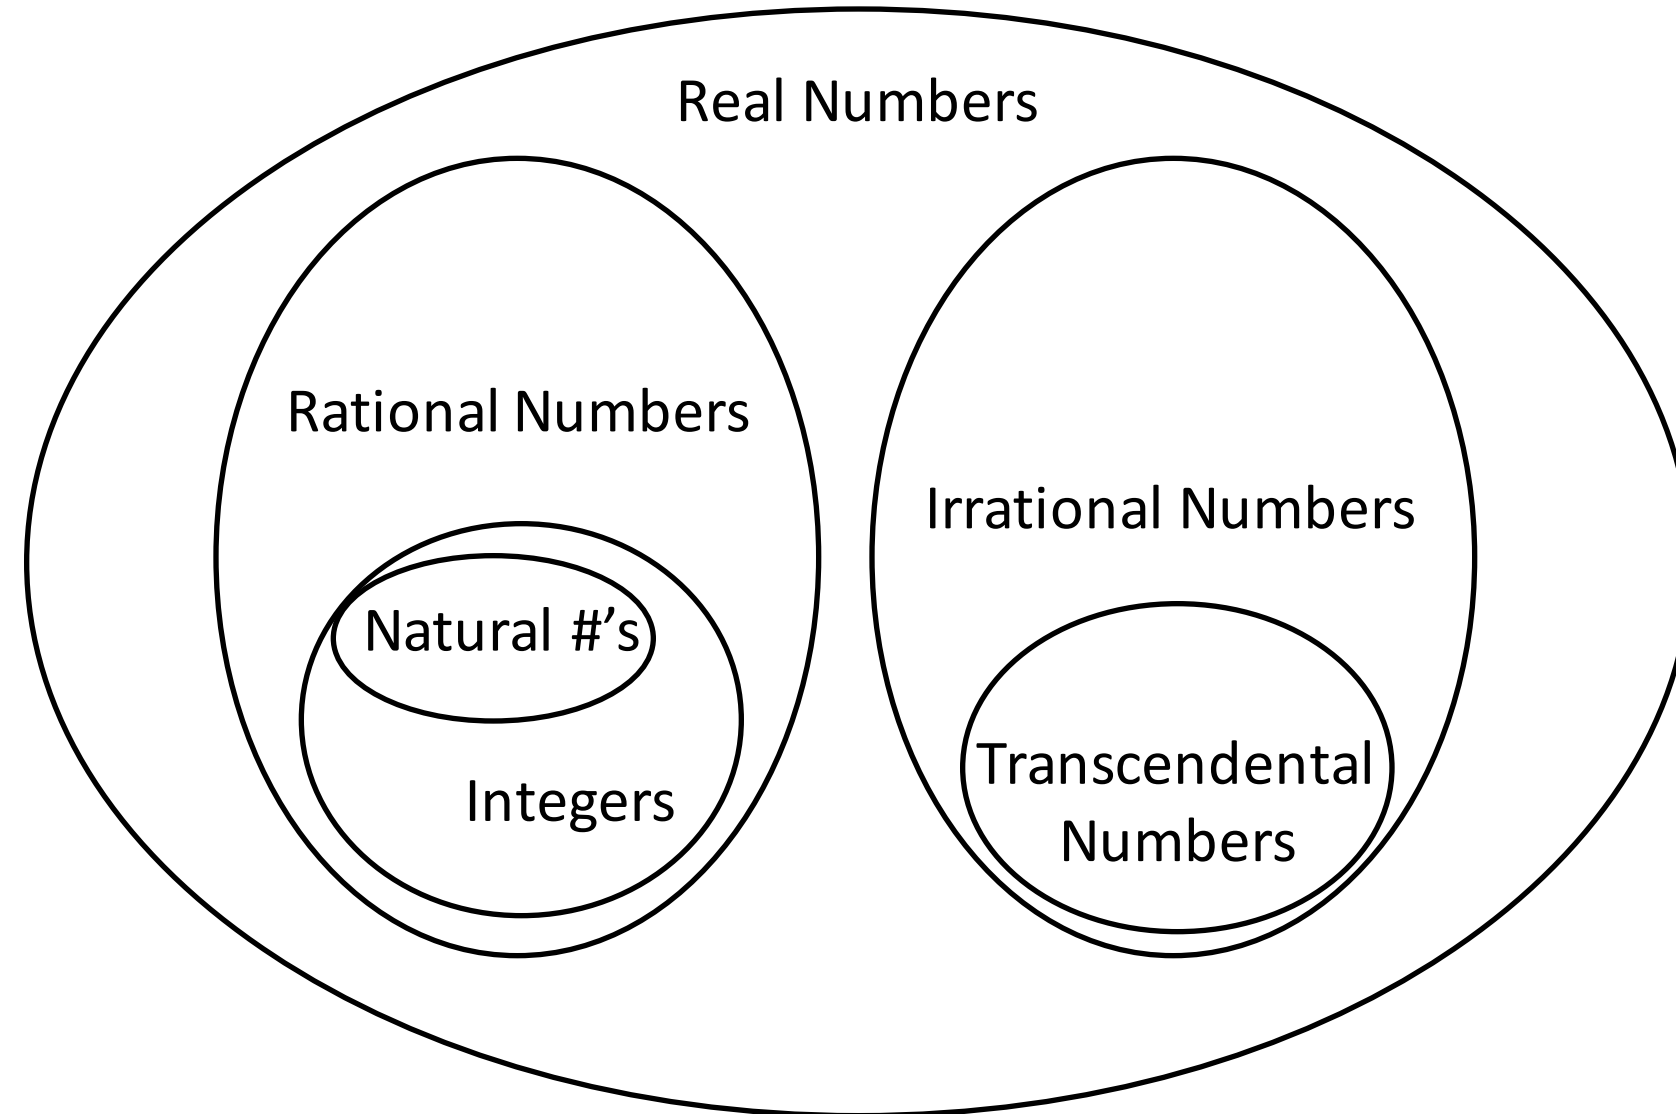 Real Numbers
Rational Numbers
Irrational Numbers
Natural #’s
Integers
Transcendental
Numbers